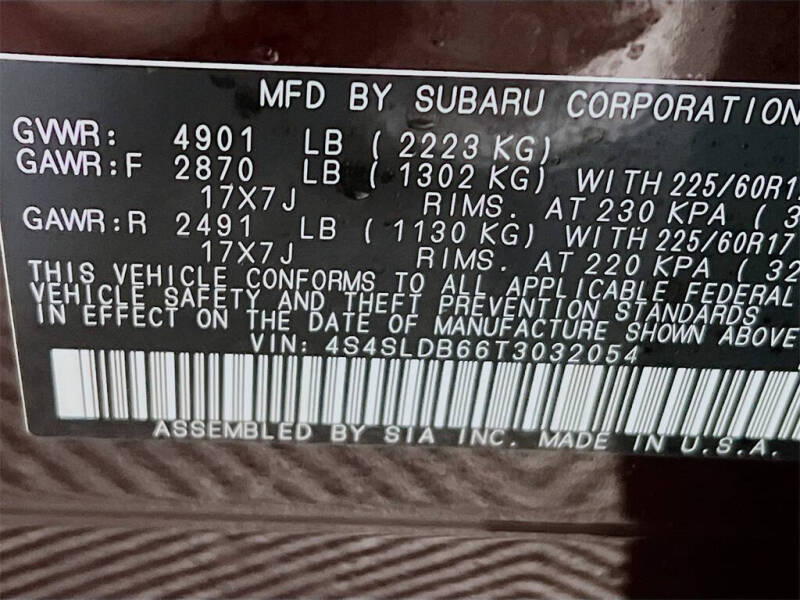 MFD BY SUBARU CORPORATION
GVWR: 4901 LB ( 2223 KG)
GAWR:F 2870 LB ( 1302 KG) WITH 225/60R17
17X7J RIMS. AT 230 KPA ( 3
GAWR:R 2491 LB ( 1130 KG) WITH 225/60R17
17X7J RIMS. AT 220 KPA ( 32
THIS VEHICLE CONFORMS TO ALL APPLICABLE FEDERAL
VEHICLE SAFETY AND THEFT PREVENTION STANDARDS
IN EFFECT ON THE DATE OF MANUFACTURE SHOWN ABOVE
VIN: 4S4SLDB66T3032054
ASSEMBLED BY SIA INC. MADE IN U.S.A.